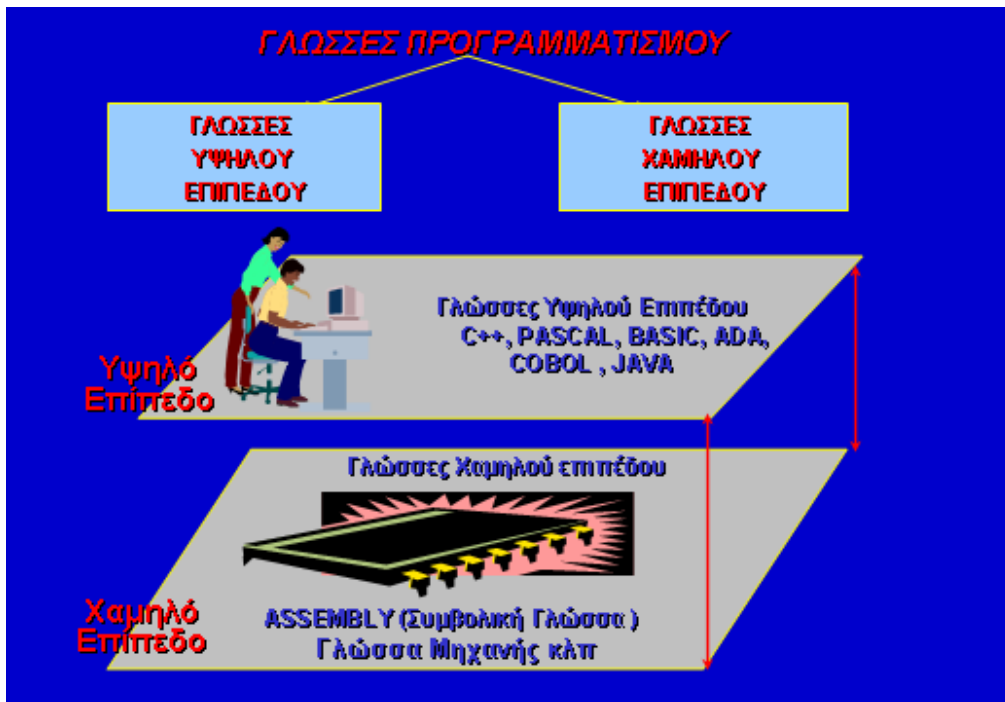 ΓΛΩΣΣΕΣ ΠΡΟΓΡΑΜΜΑΤΙΣΜΟΥ
ΓΛΩΣΣΕΣ
ΥΨΗΛΟΥ
ΕΠΙΠΕΔΟΥ
ΓΛΩΣΣΕΣ
ΧΑΜΗΛΟΥ
ΕΠΙΠΕΔΟΥ
Γλώσσες Υψηλού Επιπέδου
C++, PASCAL, BASIC, ADA,
COBOL , JAVA
Υψηλό
Επίπεδο
Γλώσσες Χαμηλού επιπέδου
ASSEMBLY (Συμβολική Γλώσσα )
Γλώσσα Μηχανής κλπ
Χαμηλό
Επίπεδο